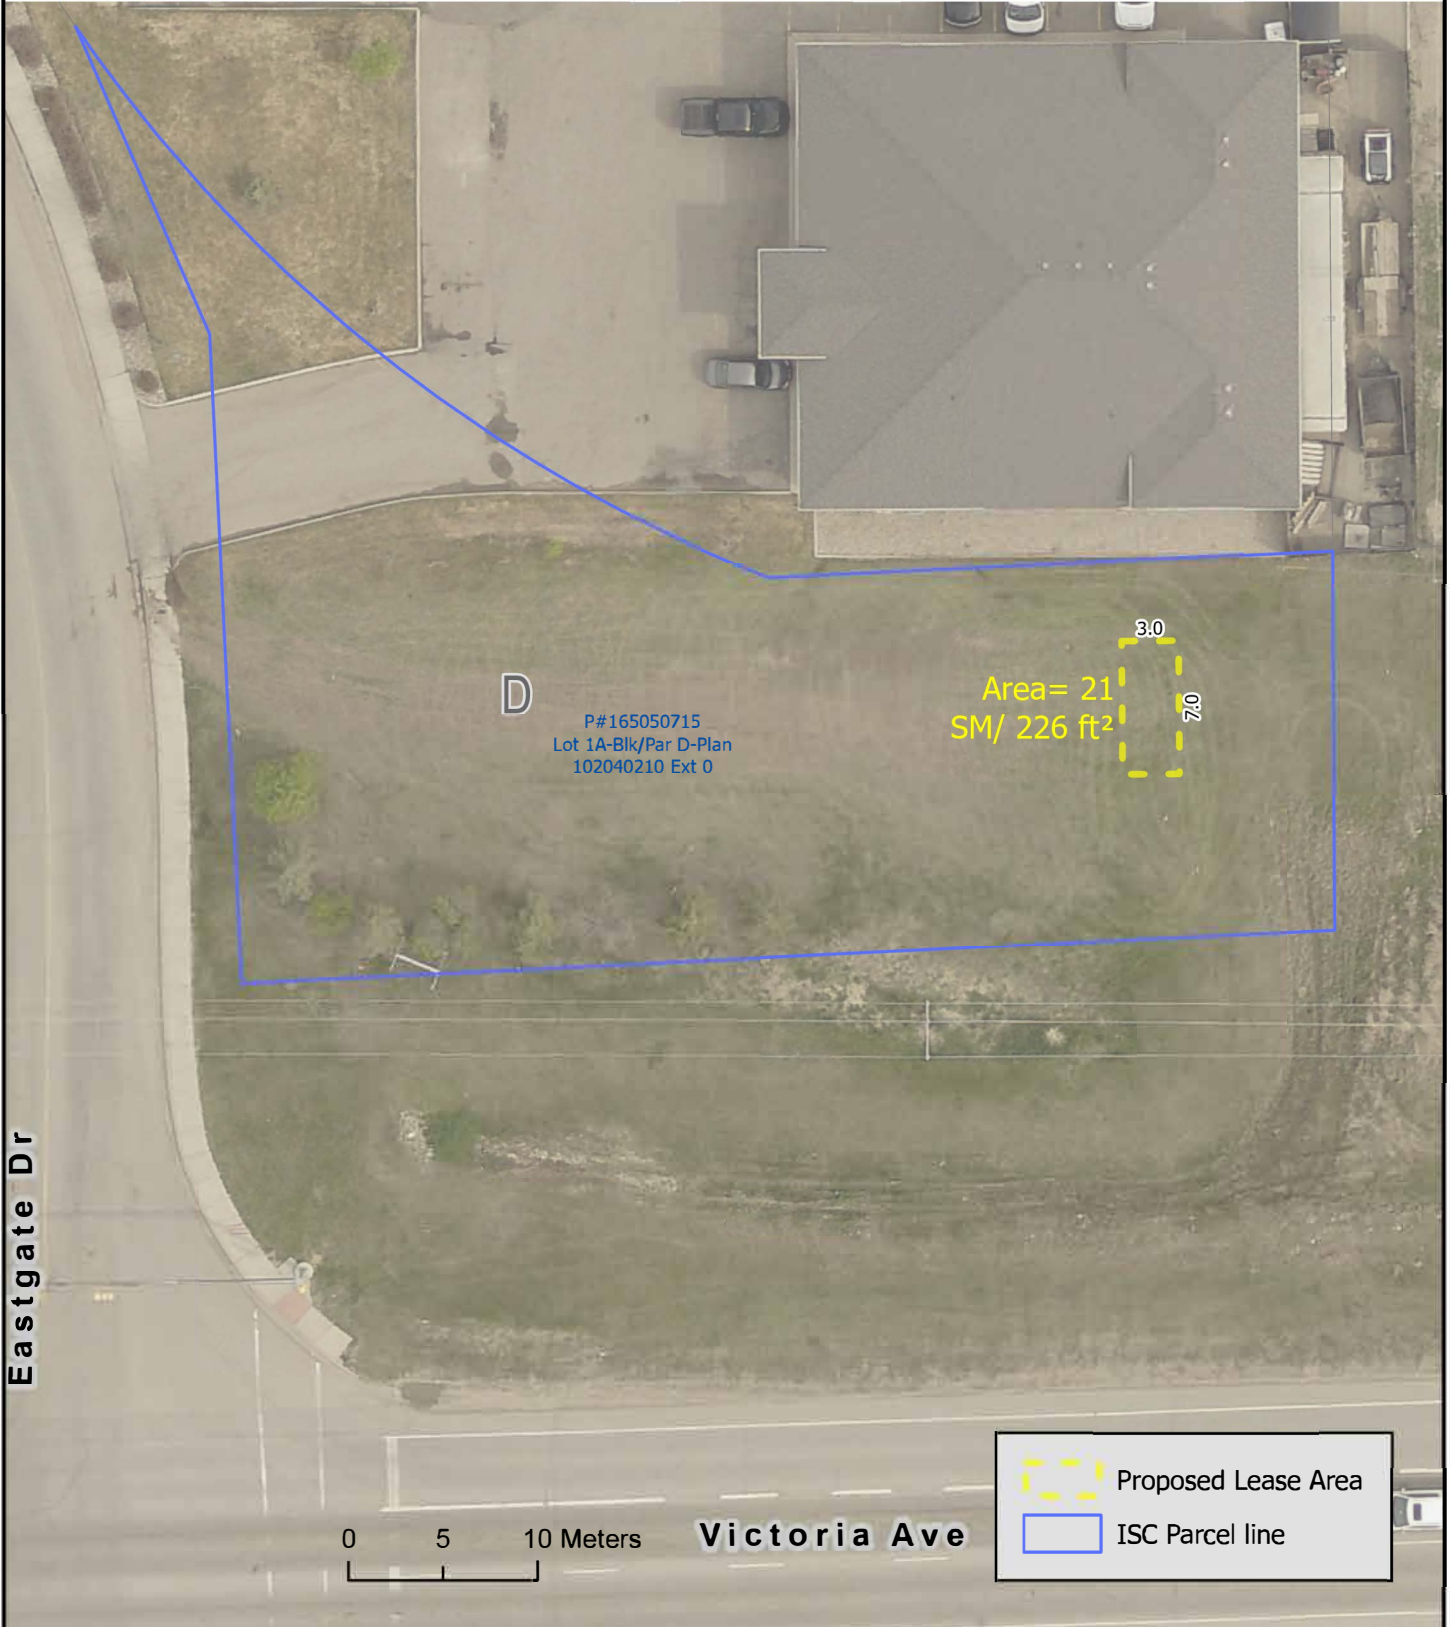 3.0
Area= 21
SM/ 226 ft²
7.0
D
P#165050715
Lot 1A-Blk/Par D-Plan
102040210 Ext 0
Eastgate Dr
Proposed Lease Area
ISC Parcel line
0 5 10 Meters
Victoria Ave